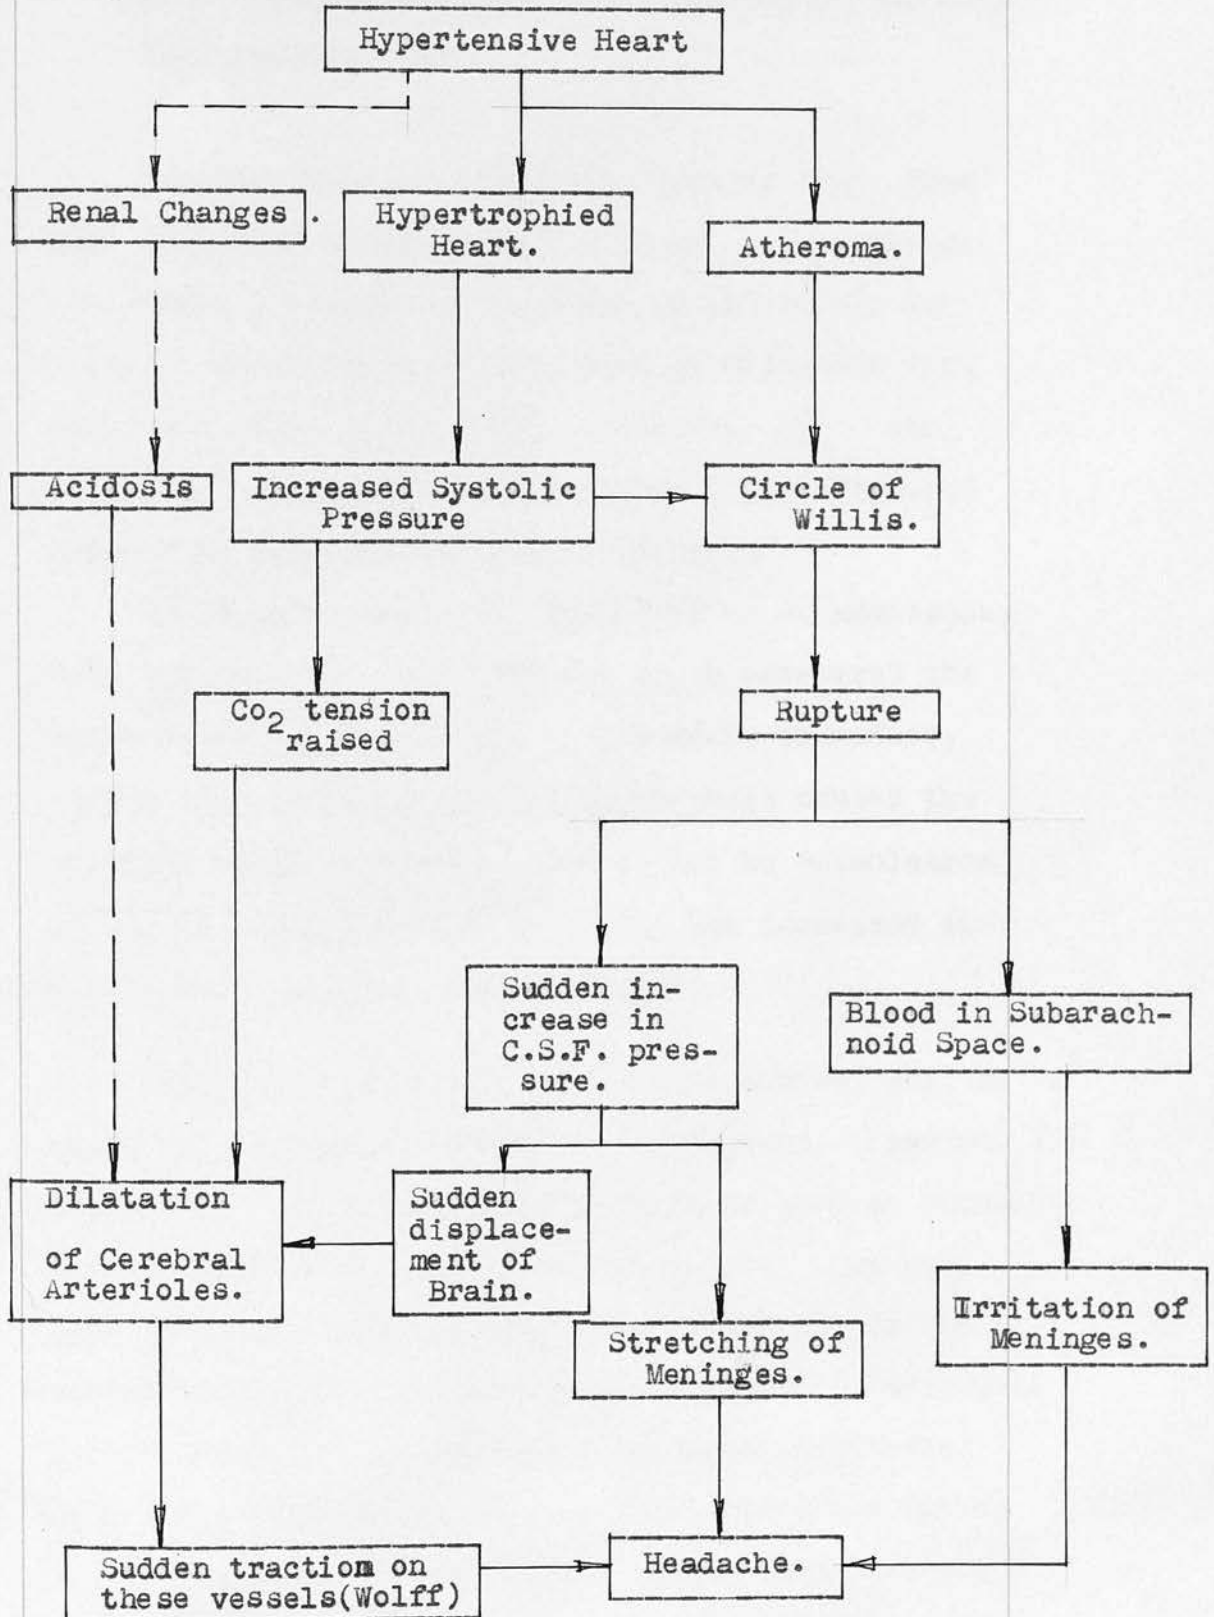 Hypertensive Heart
Renal Changes.
Hypertrophied
Heart.
Atheroma.
Acidosis
Increased Systolic
Pressure
Circle of
Willis.
Co2 tension
raised
Rupture
Sudden in-
crease in
C.S.F. pres-
sure.
Blood in Subarach-
noid Space.
Dilatation
of Cerebral
Arterioles.
Sudden
displace-
ment of
Brain.
Irritation of
Meninges.
Stretching of
Meninges.
Sudden traction on
these vessels(Wolff)
Headache.